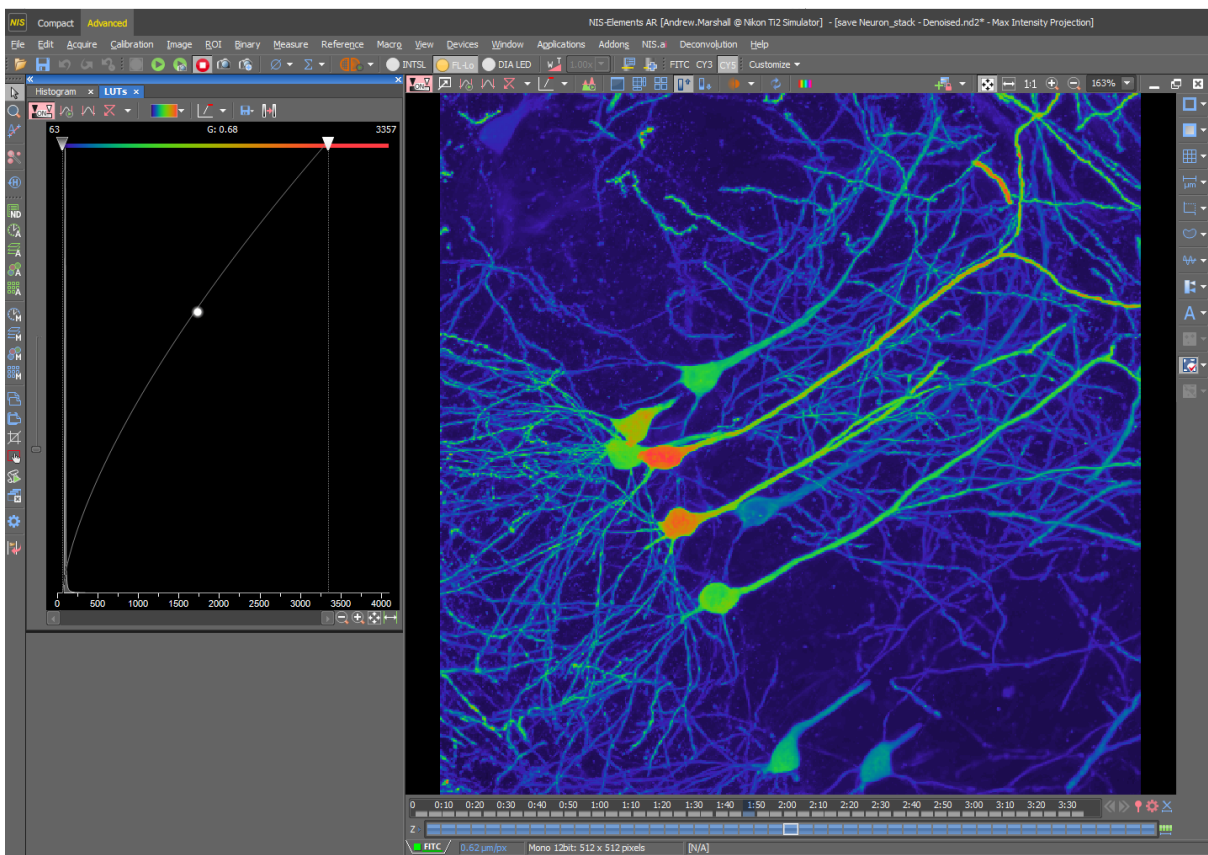 NIS Compact Advanced NIS-Elements AR [Andrew.Marshall @ Nikon Ti2 Simulator] - [save Neuron_stack - Denoised.nd2* - Max Intensity Projection]
File Edit Acquire Calibration Image ROI Binary Measure Reference Macro View Devices Window Applications Addons NIS.ai Deconvolution Help
INTSL FL-Lo DIA LED 1.00x FITC CY3 CY5 Customize
Histogram × LUTs × 1:1 163%
63 G: 0.68 3357
0 500 1000 1500 2000 2500 3000 3500 4000
0 0:10 0:20 0:30 0:40 0:50 1:00 1:10 1:20 1:30 1:40 1:50 2:00 2:10 2:20 2:30 2:40 2:50 3:00 3:10 3:20 3:30
Z
FITC 0.62 µm/px Mono 12bit: 512 x 512 pixels [N/A]